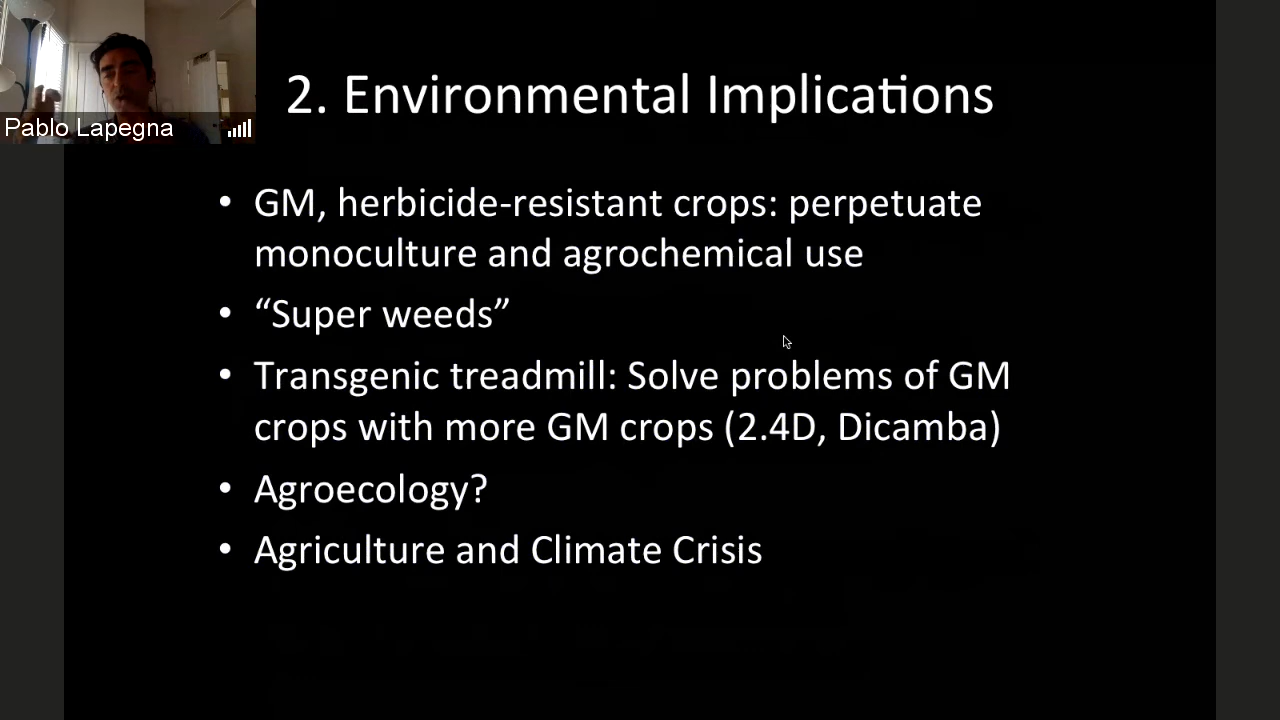 Pablo Lapegna
2. Environmental Implications
• GM, herbicide-resistant crops: perpetuate
monoculture and agrochemical use
• “Super weeds”
• Transgenic treadmill: Solve problems of GM
crops with more GM crops (2.4D, Dicamba)
• Agroecology?
• Agriculture and Climate Crisis